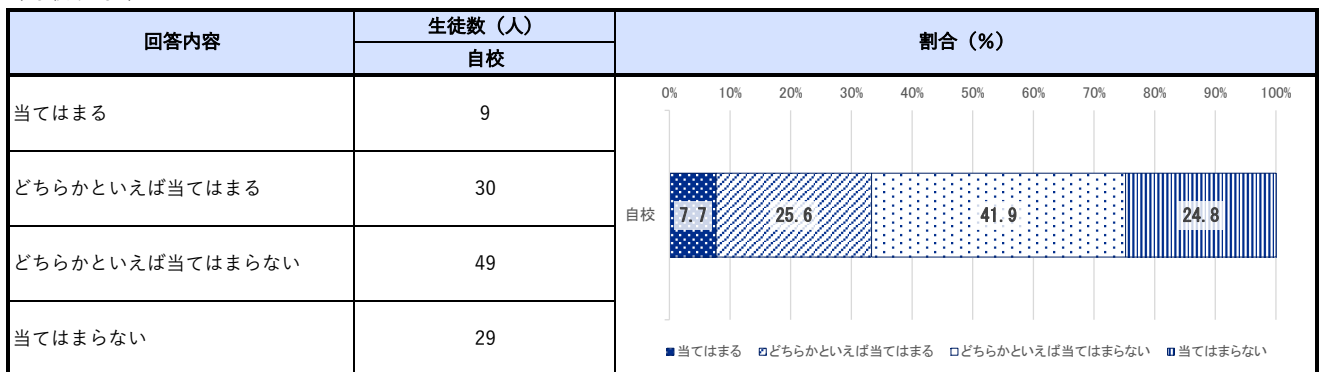 回答内容
生徒数（人）
自校
割合（%）
当てはまる 9
どちらかといえば当てはまる 30
どちらかといえば当てはまらない 49
当てはまらない 29
0% 10% 20% 30% 40% 50% 60% 70% 80% 90% 100%
自校 7.7 25.6 41.9 24.8
当てはまる どちらかといえば当てはまる どちらかといえば当てはまらない 当てはまらない